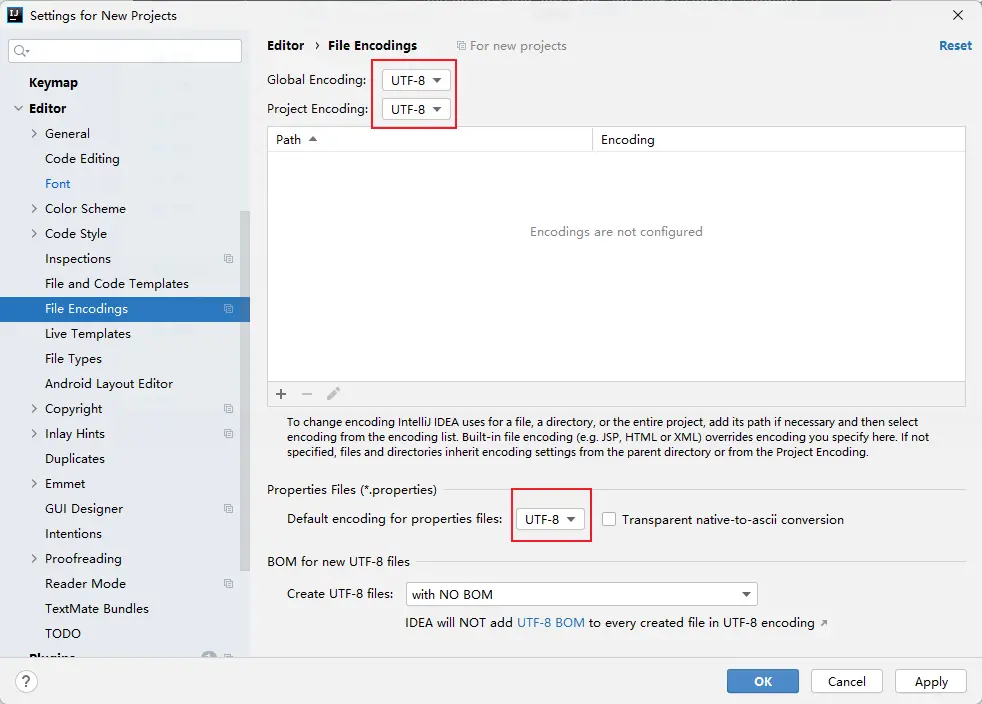 Settings for New Projects
Editor › File Encodings
For new projects
Reset
Keymap
Editor
General
Code Editing
Font
Color Scheme
Code Style
Inspections
File and Code Templates
File Encodings
Live Templates
File Types
Android Layout Editor
Copyright
Inlay Hints
Duplicates
Emmet
GUI Designer
Intentions
Proofreading
Reader Mode
TextMate Bundles
TODO
Plugins
Global Encoding: UTF-8
Project Encoding: UTF-8
Path Encoding
Encodings are not configured
To change encoding IntelliJ IDEA uses for a file, a directory, or the entire project, add its path if necessary and then select
encoding from the encoding list. Built-in file encoding (e.g. JSP, HTML or XML) overrides encoding you specify here. If not
specified, files and directories inherit encoding settings from the parent directory or from the Project Encoding.
Properties Files (*.properties)
Default encoding for properties files: UTF-8 Transparent native-to-ascii conversion
BOM for new UTF-8 files
Create UTF-8 files: with NO BOM
IDEA will NOT add UTF-8 BOM to every created file in UTF-8 encoding ↗
?
OK Cancel Apply